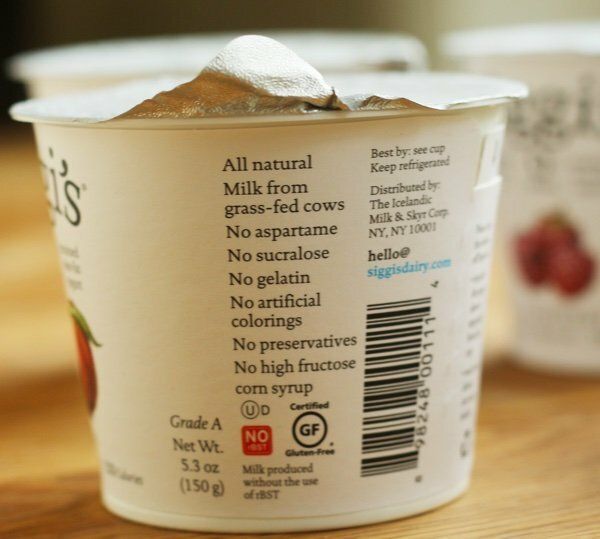 i's
All natural
Milk from
grass-fed cows
No aspartame
No sucralose
No gelatin
No artificial
colorings
No preservatives
No high fructose
corn syrup
Best by: see cup
Keep refrigerated
Distributed by:
The Icelandic
Milk & Skyr Corp.
NY, NY 10001
hello@
siggisdairy.com
98248 00111 4
Grade A
Net Wt.
5.3 oz
(150 g)
U D
NO
rBST
Milk produced
without the use
of rBST
Certified
GF
Gluten-Free